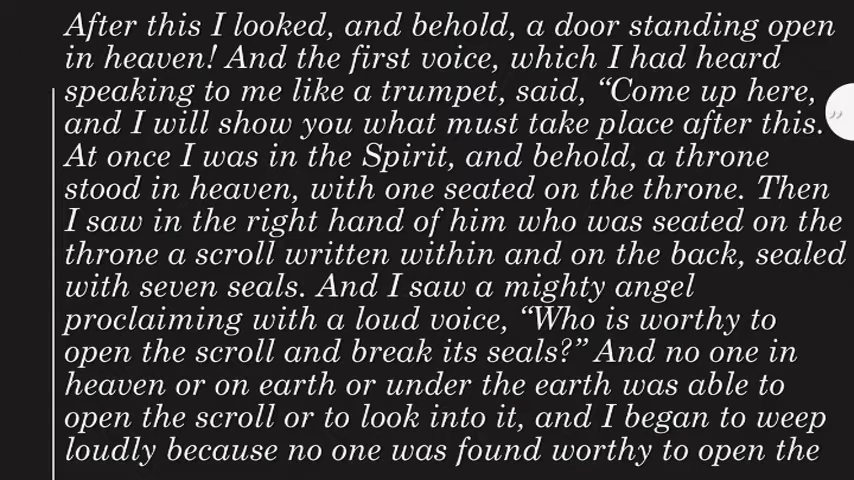 After this I looked, and behold, a door standing open
in heaven! And the first voice, which I had heard
speaking to me like a trumpet, said, “Come up here,
and I will show you what must take place after this.”
At once I was in the Spirit, and behold, a throne
stood in heaven, with one seated on the throne. Then
I saw in the right hand of him who was seated on the
throne a scroll written within and on the back, sealed
with seven seals. And I saw a mighty angel
proclaiming with a loud voice, “Who is worthy to
open the scroll and break its seals?” And no one in
heaven or on earth or under the earth was able to
open the scroll or to look into it, and I began to weep
loudly because no one was found worthy to open the